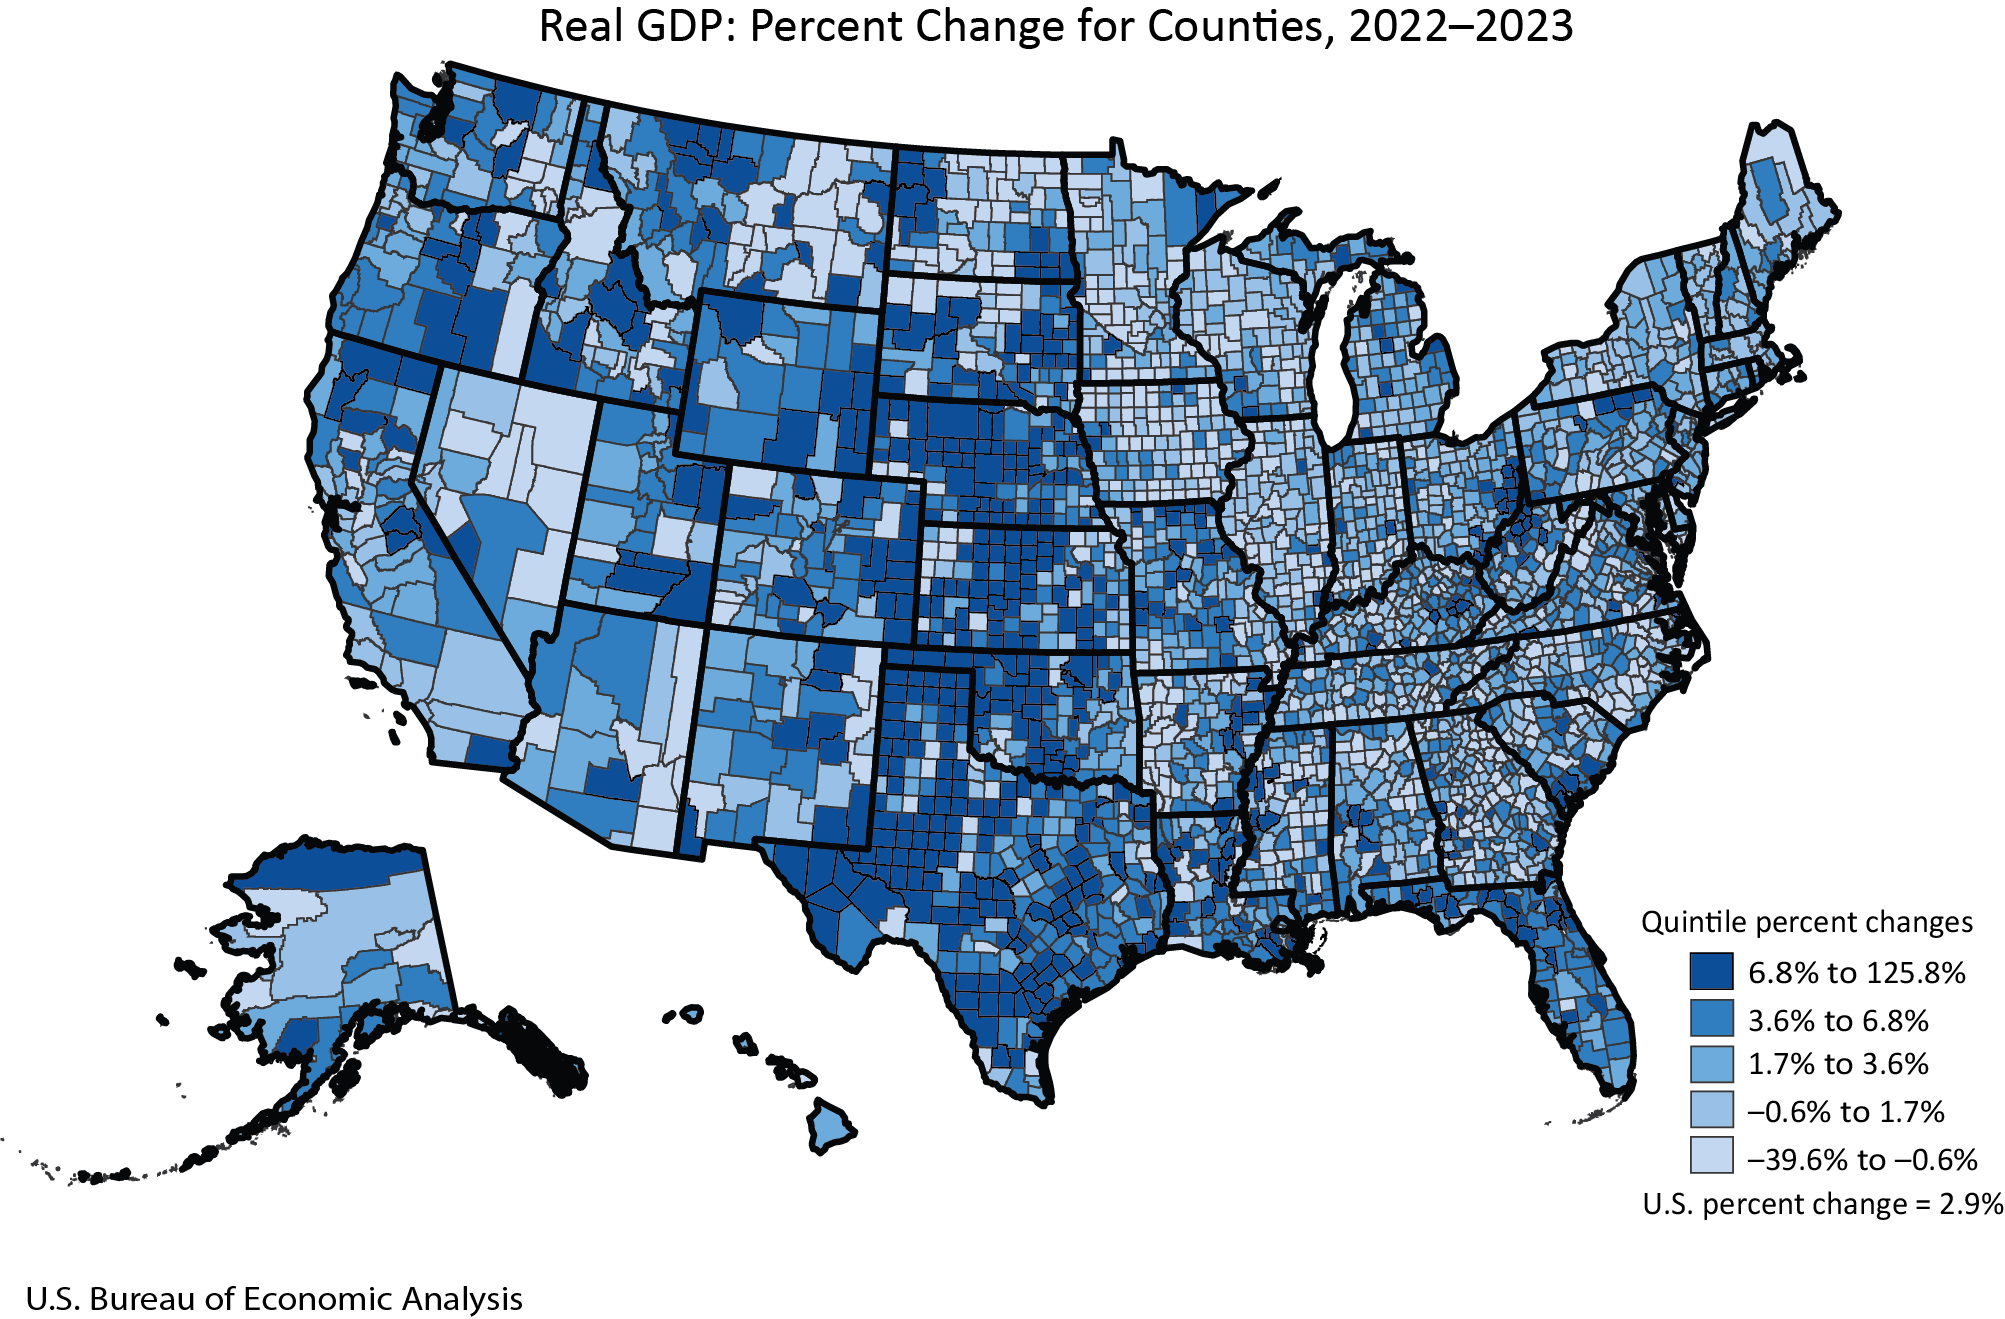 Real GDP: Percent Change for Counties, 2022–2023
Quintile percent changes
6.8% to 125.8%
3.6% to 6.8%
1.7% to 3.6%
–0.6% to 1.7%
–39.6% to –0.6%
U.S. percent change = 2.9%
U.S. Bureau of Economic Analysis